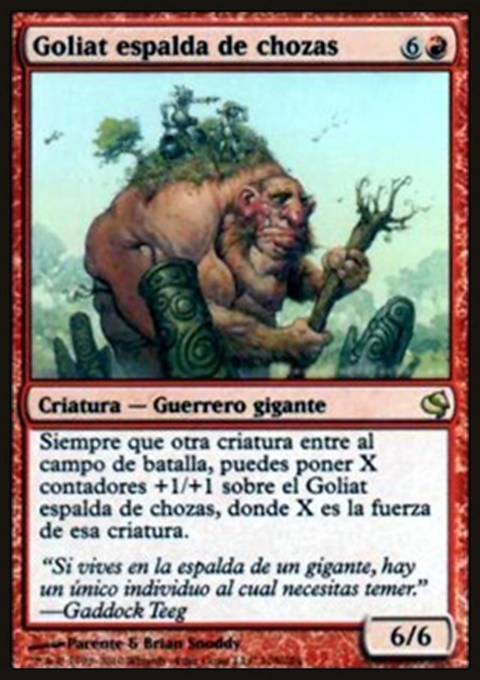 Goliat espalda de chozas 6
Criatura — Guerrero gigante
Siempre que otra criatura entre al
campo de batalla, puedes poner X
contadores +1/+1 sobre el Goliat
espalda de chozas, donde X es la fuerza
de esa criatura.
"Si vives en la espalda de un gigante, hay
un único individuo al cual necesitas temer."
—Gaddock Teeg
Parente & Brian Snoddy
6/6